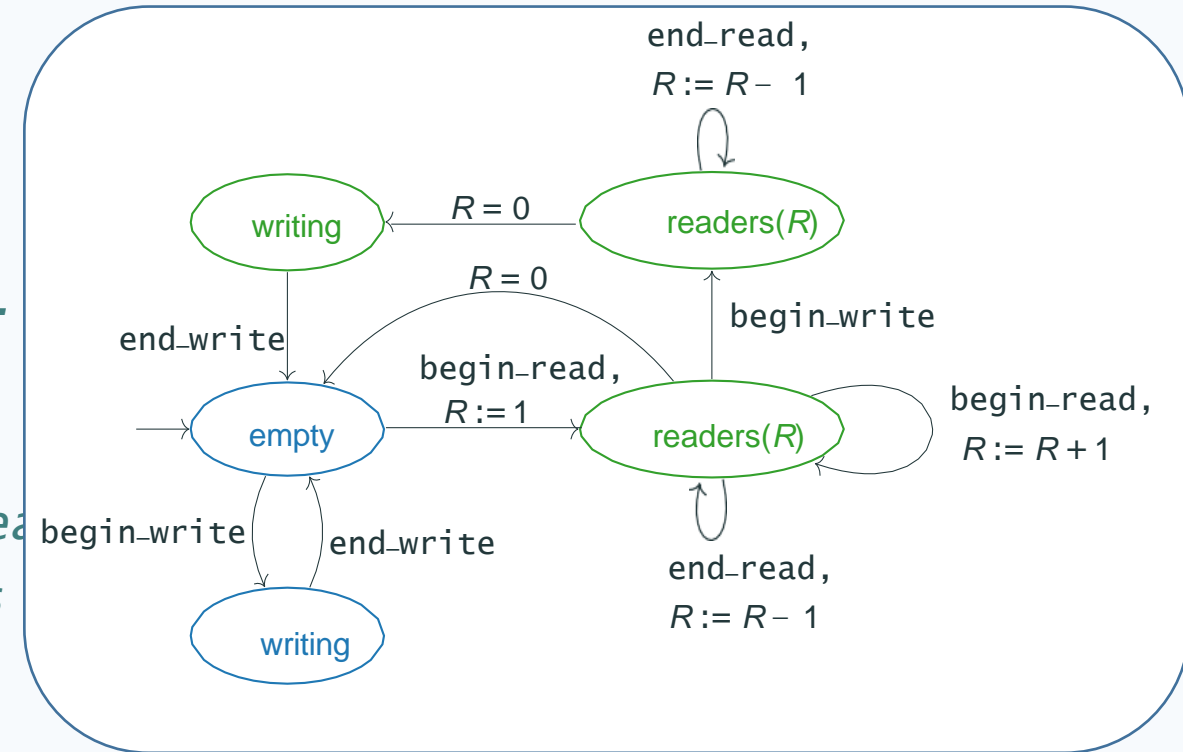 end_read,
R := R − 1
writing
R = 0
readers(R)
R = 0
begin_write
end_write
begin_read,
R := 1
begin_read,
R := R + 1
empty
readers(R)
begin_write
end_write
end_read,
R := R − 1
writing